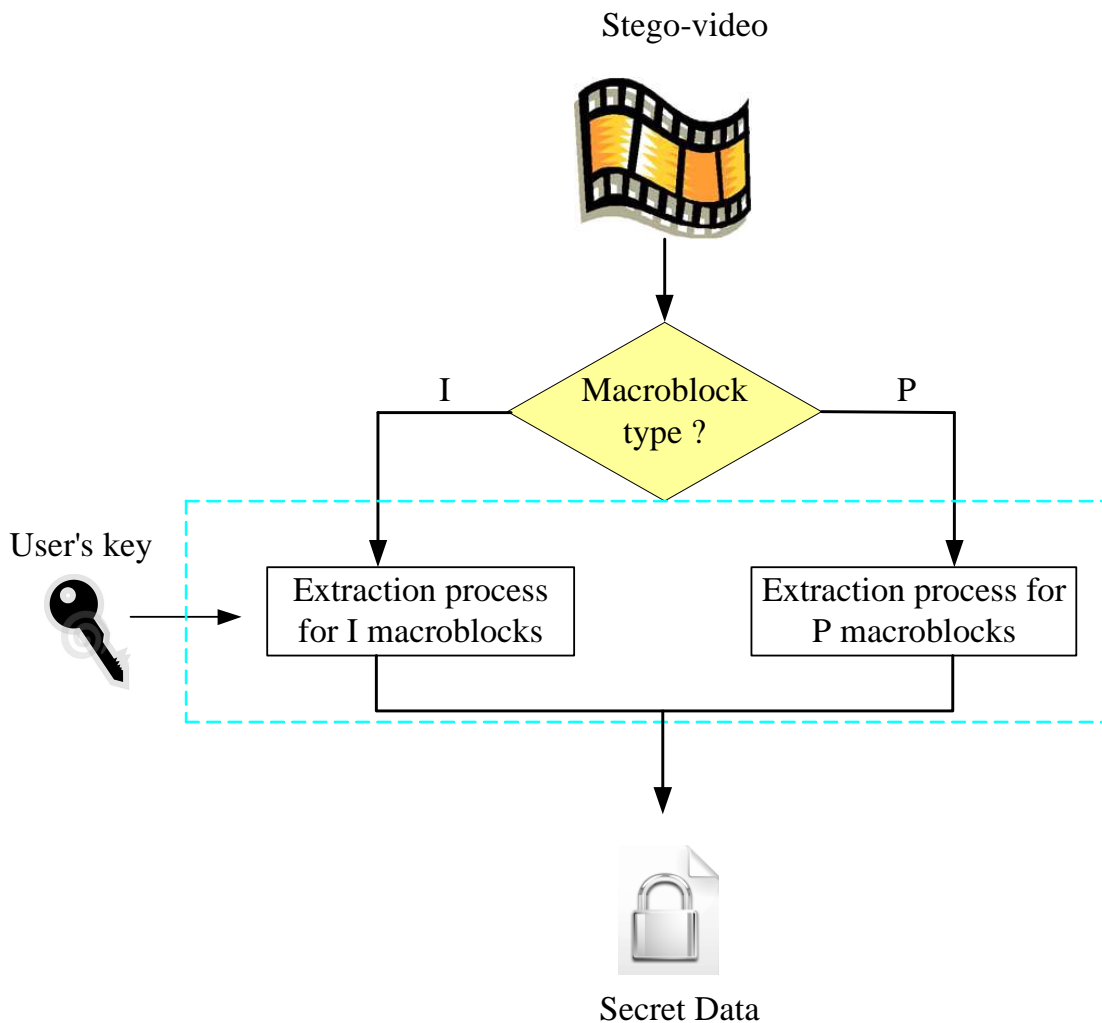 Stego-video
Macroblock
type ?
I
P
User's key
Extraction process
for I macroblocks
Extraction process for
P macroblocks
Secret Data